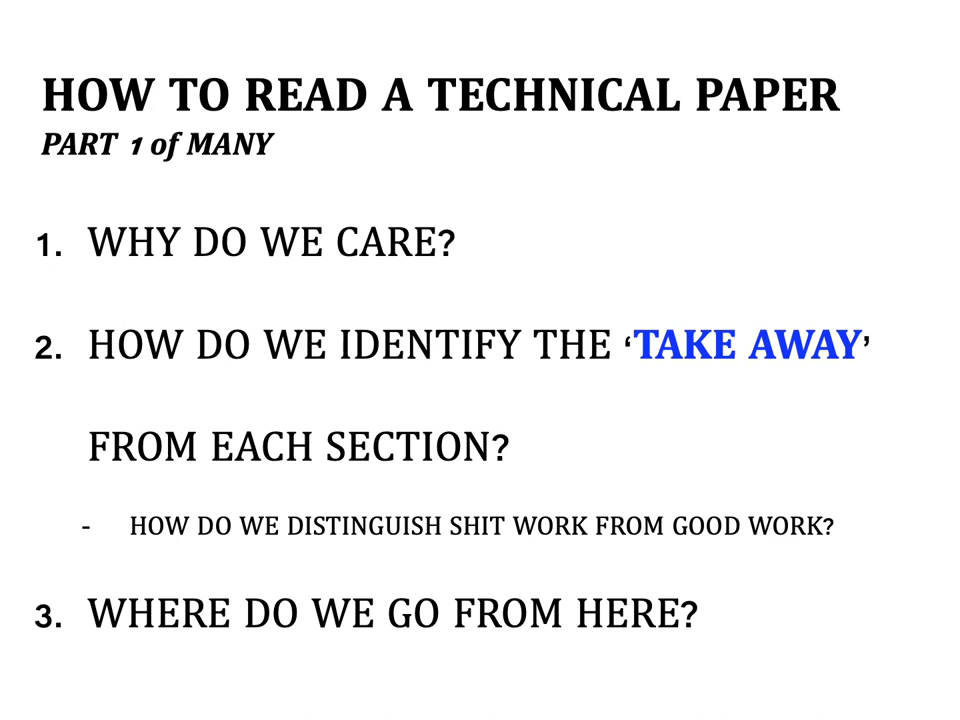 HOW TO READ A TECHNICAL PAPER
PART 1 of MANY
1. WHY DO WE CARE?
2. HOW DO WE IDENTIFY THE ‘TAKE AWAY’
FROM EACH SECTION?
- HOW DO WE DISTINGUISH SHIT WORK FROM GOOD WORK?
3. WHERE DO WE GO FROM HERE?